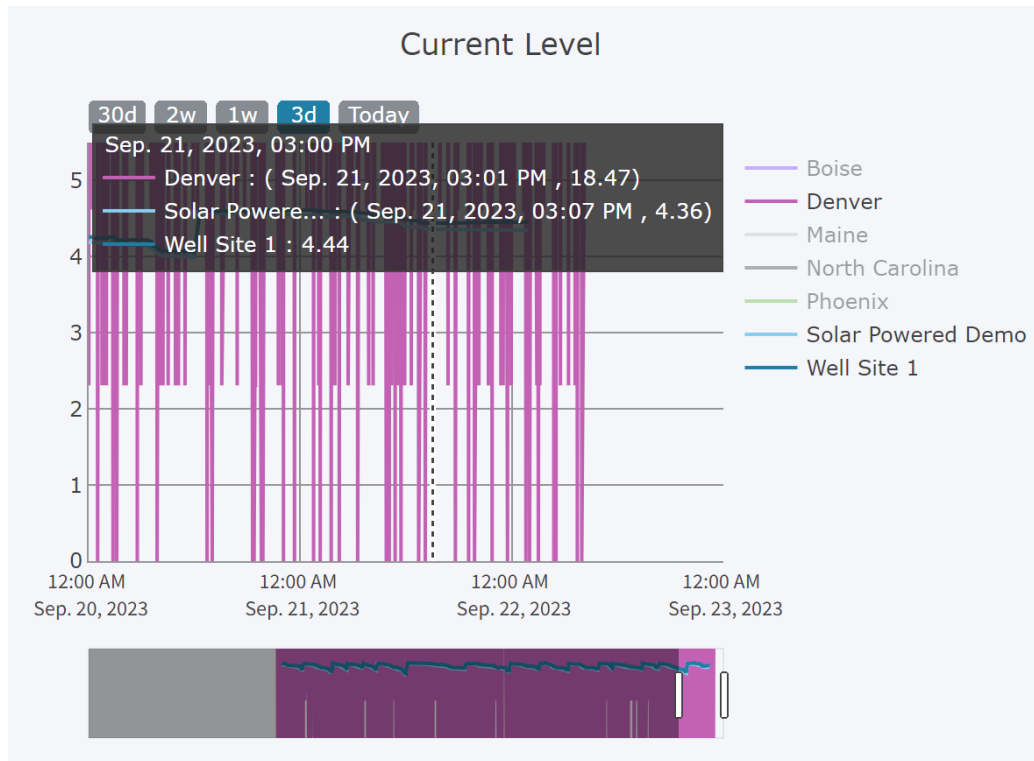 Current Level
30d 2w 1w 3d Today
Sep. 21, 2023, 03:00 PM
Denver : ( Sep. 21, 2023, 03:01 PM , 18.47)
Solar Powere... : ( Sep. 21, 2023, 03:07 PM , 4.36)
Well Site 1 : 4.44
5
4
3
2
1
0
12:00 AM
Sep. 20, 2023
12:00 AM
Sep. 21, 2023
12:00 AM
Sep. 22, 2023
12:00 AM
Sep. 23, 2023
Boise
Denver
Maine
North Carolina
Phoenix
Solar Powered Demo
Well Site 1